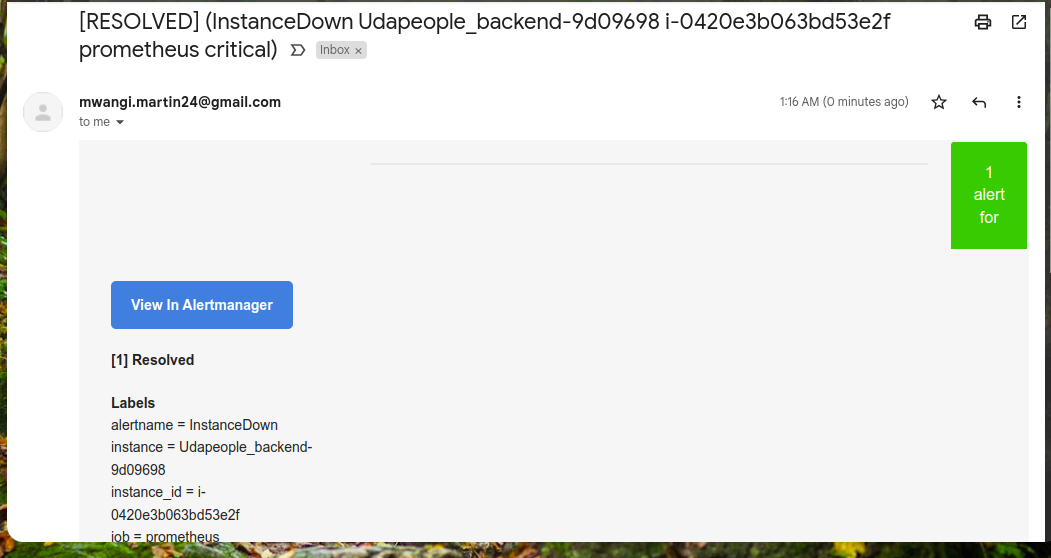 [RESOLVED] (InstanceDown Udapeople_backend-9d09698 i-0420e3b063bd53e2f
prometheus critical)
Inbox ×
mwangi.martin24@gmail.com
1:16 AM (0 minutes ago)
to me
1
alert
for
View In Alertmanager
[1] Resolved
Labels
alertname = InstanceDown
instance = Udapeople_backend-
9d09698
instance_id = i-
0420e3b063bd53e2f
job = prometheus